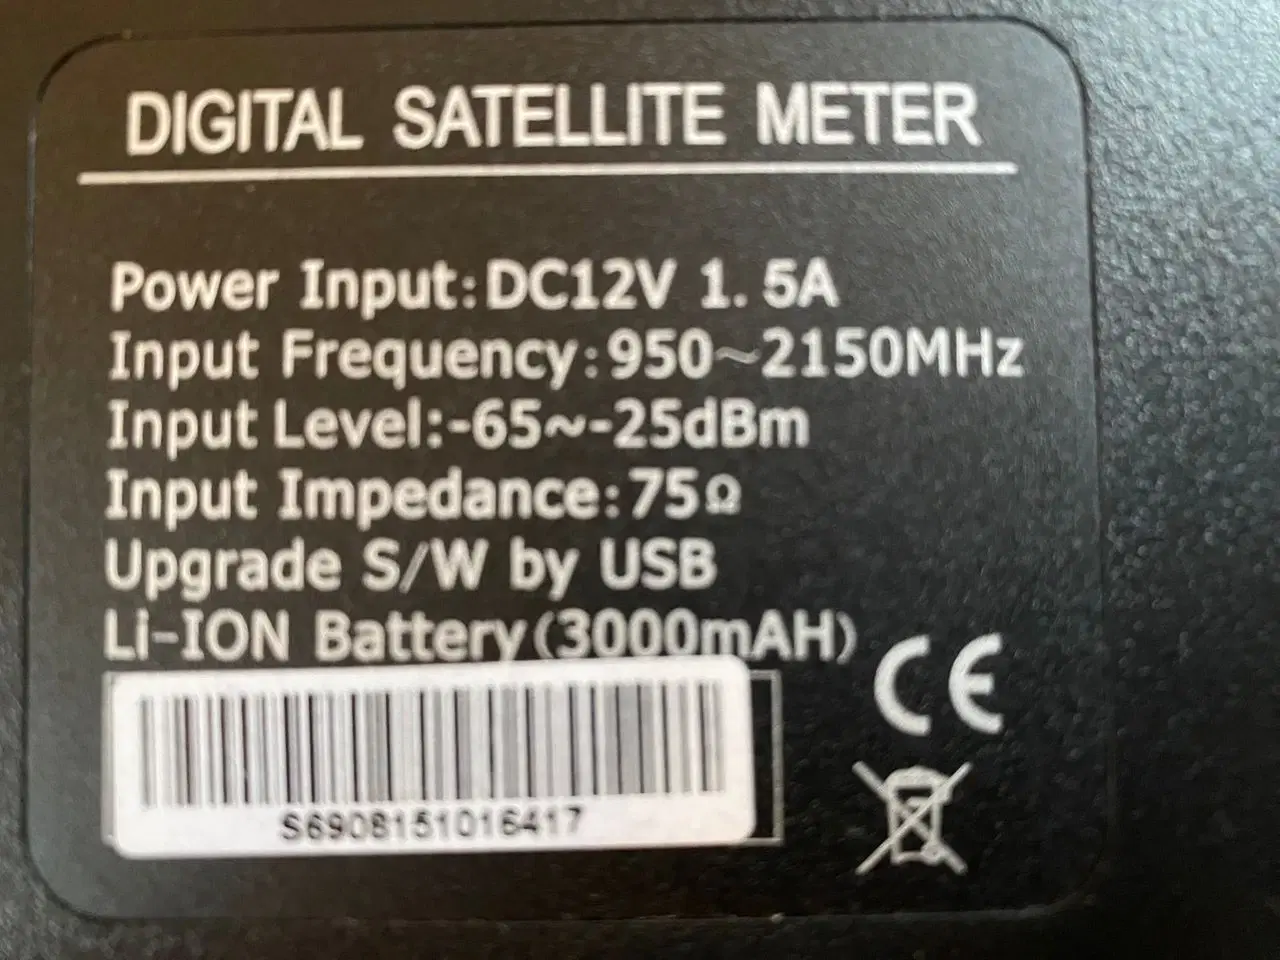 DIGITAL SATELLITE METER
Power Input:DC12V 1. 5A
Input Frequency:950~2150MHz
Input Level:-65~-25dBm
Input Impedance:75Ω
Upgrade S/W by USB
Li-ION Battery(3000mAH)
CE
S6908151016417